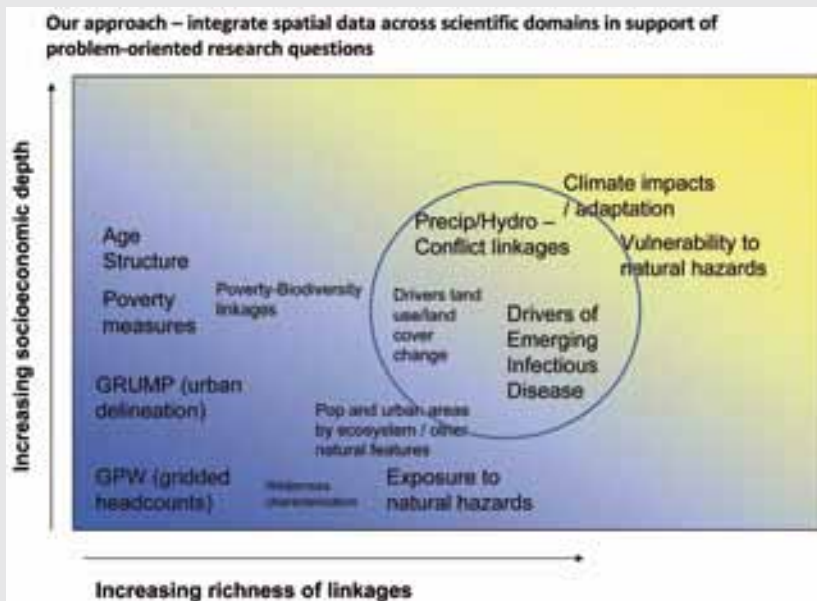 Our approach – integrate spatial data across scientific domains in support of
problem-oriented research questions
Increasing socioeconomic depth
Climate impacts
/ adaptation
Precip/Hydro –
Conflict linkages
Vulnerability to
natural hazards
Age
Structure
Poverty
measures
Poverty-Biodiversity
linkages
Drivers land
use/land
cover
change
Drivers of
Emerging
Infectious
Disease
GRUMP (urban
delineation)
Pop and urban areas
by ecosystem / other
natural features
GPW (gridded
headcounts)
Exposure to
natural hazards
Increasing richness of linkages